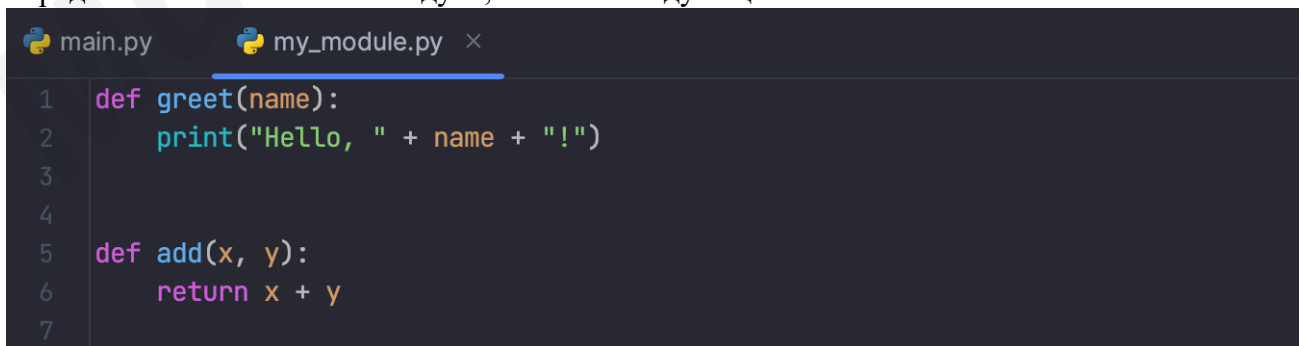 main.py my_module.py ×
1 def greet(name):
2     print("Hello, " + name + "!")
3
4
5 def add(x, y):
6     return x + y
7